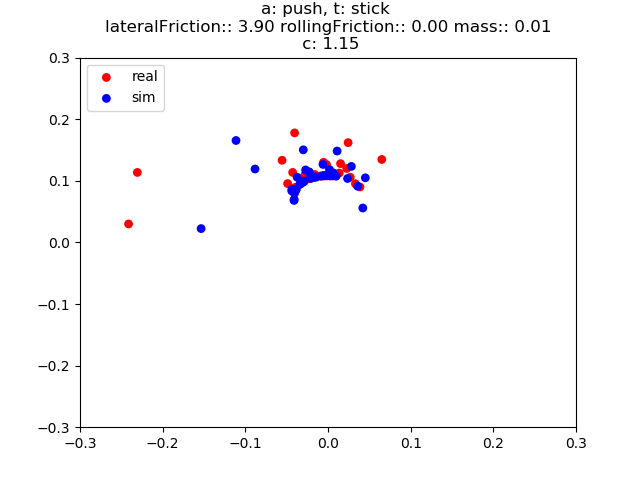 a: push, t: stick
lateralFriction:: 3.90 rollingFriction:: 0.00 mass:: 0.01
c: 1.15
real
sim
0.3
0.2
0.1
0.0
−0.1
−0.2
−0.3
−0.3
−0.2
−0.1
0.0
0.1
0.2
0.3